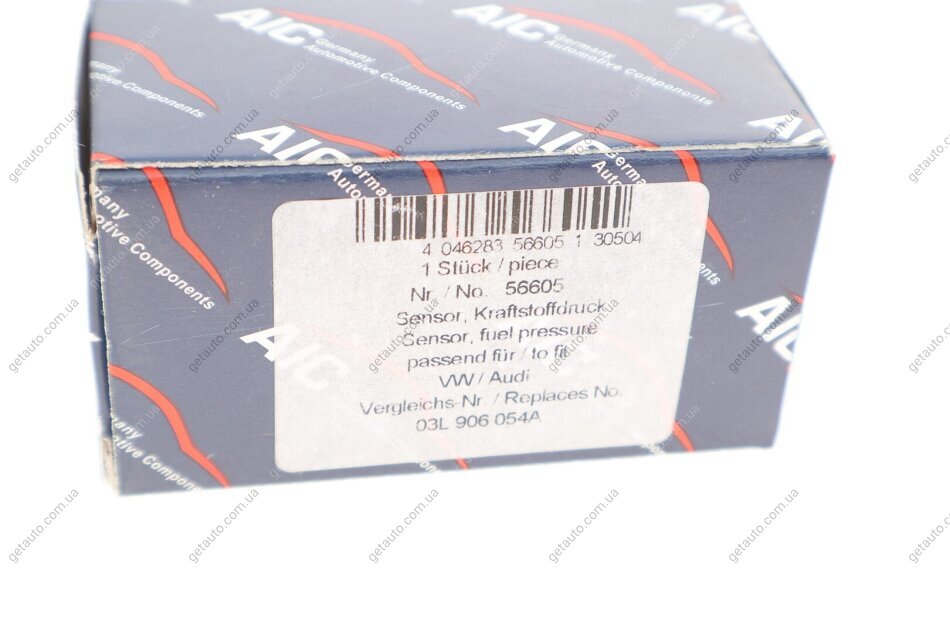 AIC
Germany
Automotive Components
4 046283 56605 1 30504
1 Stück / piece
Nr. / No. 56605
Sensor, Kraftstoffdruck
Sensor, fuel pressure
passend für / to fit
VW / Audi
Vergleichs-Nr. / Replaces No.
03L 906 054A
getauto.com.ua